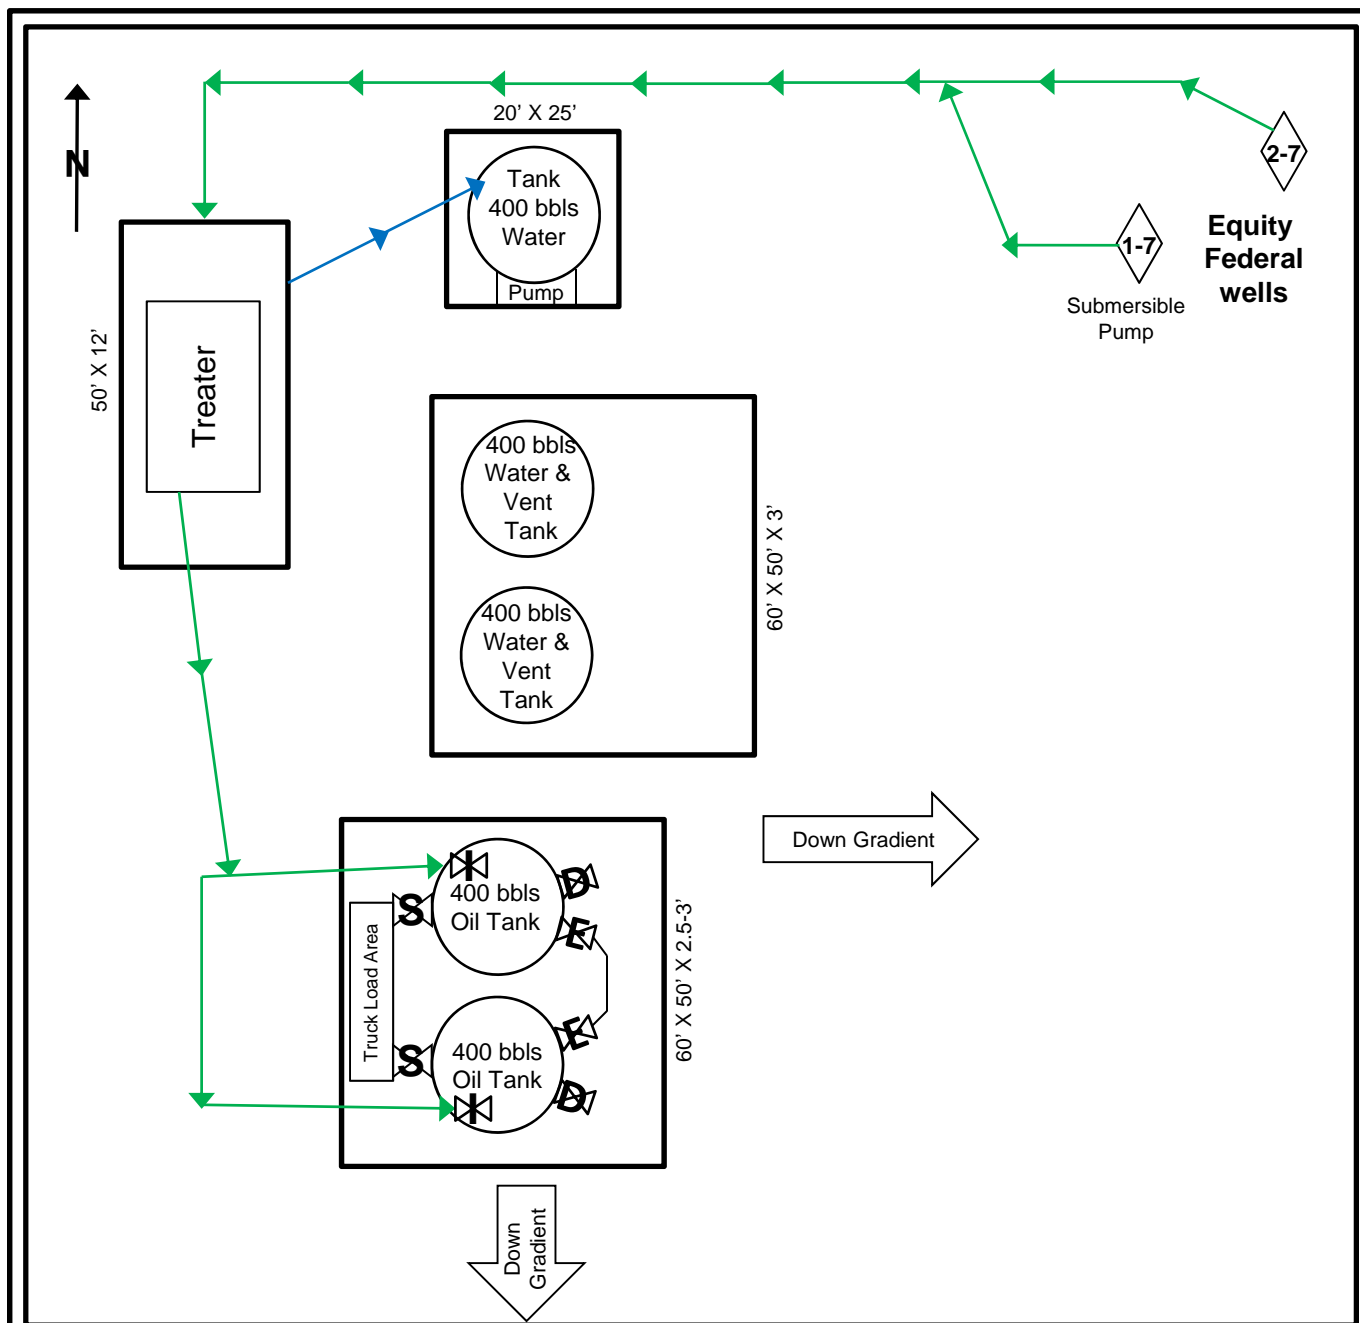 N
20' X 25'
Tank
400 bbls
Water
Pump
2-7
1-7
Equity
Federal
wells
Submersible
Pump
50' X 12'
Treater
400 bbls
Water &
Vent
Tank
400 bbls
Water &
Vent
Tank
60' X 50' X 3'
Down Gradient
400 bbls
Oil Tank
S
D
E
Truck Load Area
400 bbls
Oil Tank
S
E
D
60' X 50' X 2.5-3'
Down
Gradient